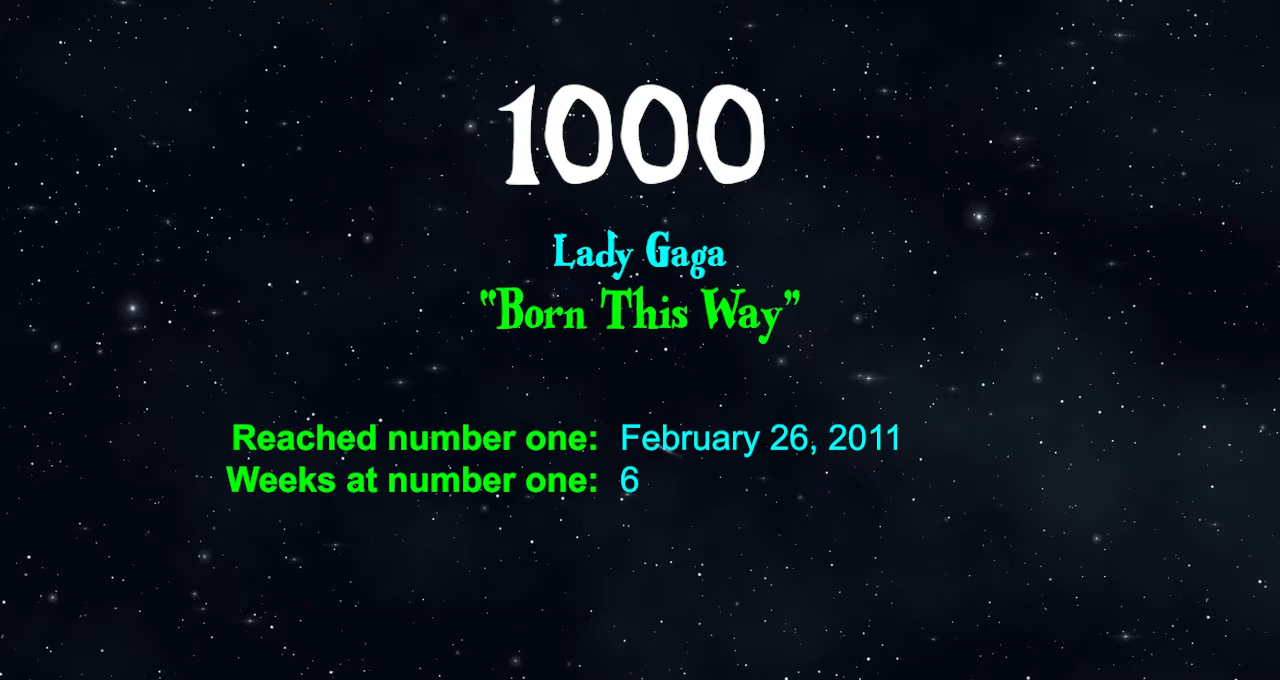 1000
Lady Gaga
“Born This Way”
Reached number one: February 26, 2011
Weeks at number one: 6